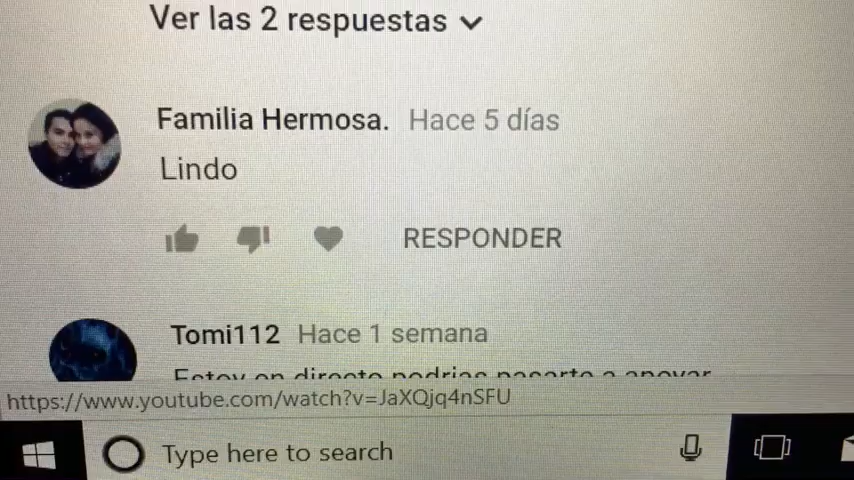 Ver las 2 respuestas
Familia Hermosa. Hace 5 días
Lindo
RESPONDER
Tomi112 Hace 1 semana
Estoy en directo podrias pasarte a apoyar
https://www.youtube.com/watch?v=JaXQjq4nSFU
Type here to search